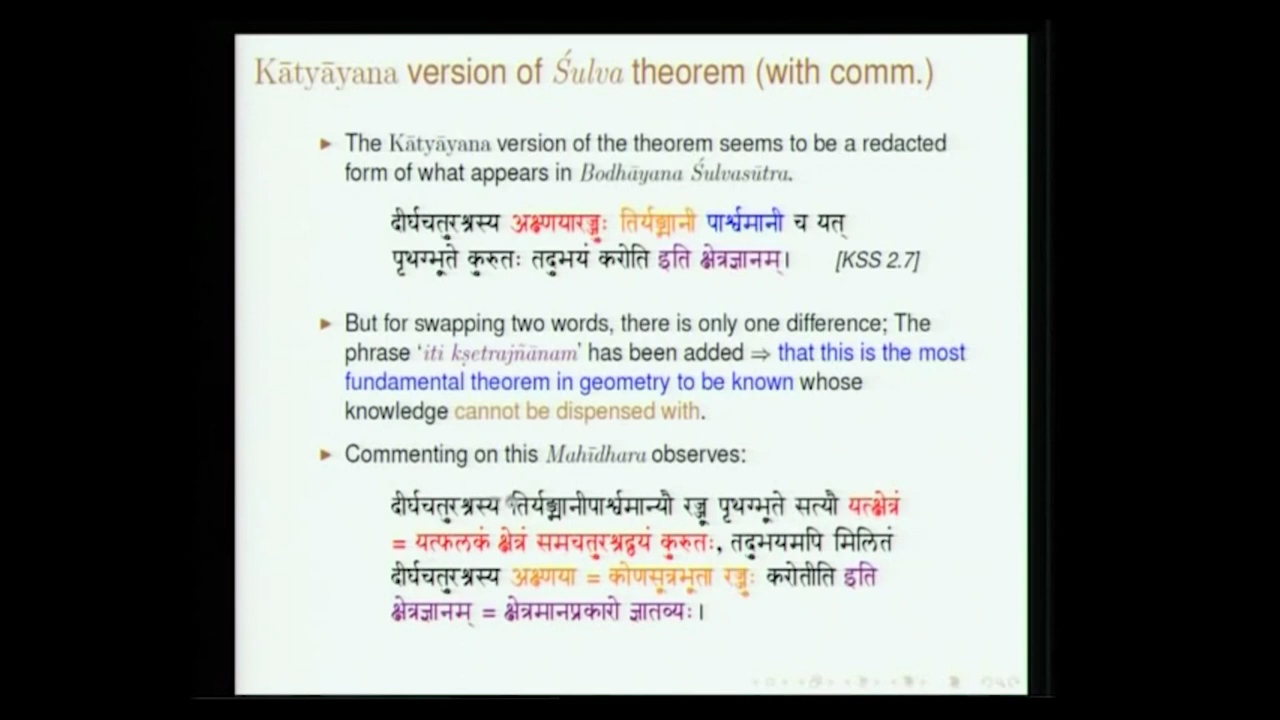 Kātyāyana version of Śulva theorem (with comm.)
▶ The Kātyāyana version of the theorem seems to be a redacted
form of what appears in Bodhāyana Śulvasūtra.
दीर्घचतुरश्रस्य अक्ष्णयारज्जुः तिर्यङ्मानी पार्श्वमानी च यत्
पृथग्भूते कुरुतः तदुभयं करोति इति क्षेत्रज्ञानम्। [KSS 2.7]
▶ But for swapping two words, there is only one difference; The
phrase ‘iti kṣetrajñānam’ has been added ⇒ that this is the most
fundamental theorem in geometry to be known whose
knowledge cannot be dispensed with.
▶ Commenting on this Mahīdhara observes:
दीर्घचतुरश्रस्य तिर्यङ्मानीपार्श्वमान्यौ रज्जू पृथग्भूते सत्यौ यत्क्षेत्रं
= यत्फलकं क्षेत्रं समचतुरश्रद्वयं कुरुतः, तदुभयमपि मिलितं
दीर्घचतुरश्रस्य अक्ष्णया = कोणसूत्रभूता रज्जुः करोतीति इति
क्षेत्रज्ञानम् = क्षेत्रमानप्रकारो ज्ञातव्यः।